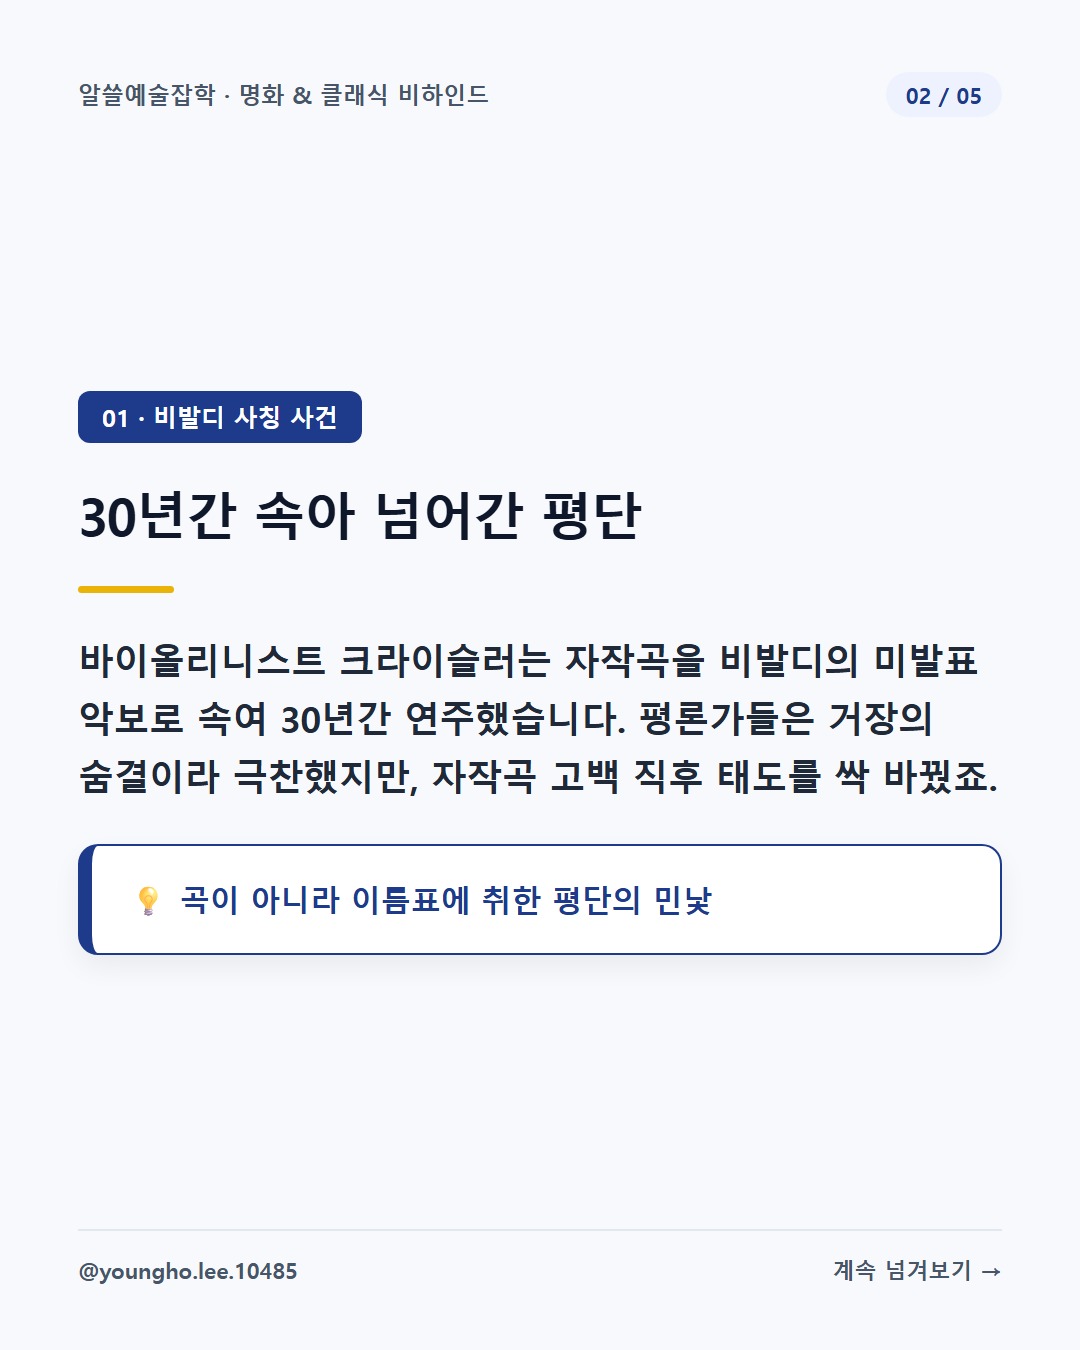 알쓸예술잡학 · 명화 & 클래식 비하인드
02 / 05
01 · 비발디 사칭 사건
30년간 속아 넘어간 평단
바이올리니스트 크라이슬러는 자작곡을 비발디의 미발표
악보로 속여 30년간 연주했습니다. 평론가들은 거장의
숨결이라 극찬했지만, 자작곡 고백 직후 태도를 싹 바꿨죠.
💡 곡이 아니라 이름표에 취한 평단의 민낯
@youngho.lee.10485
계속 넘겨보기 →